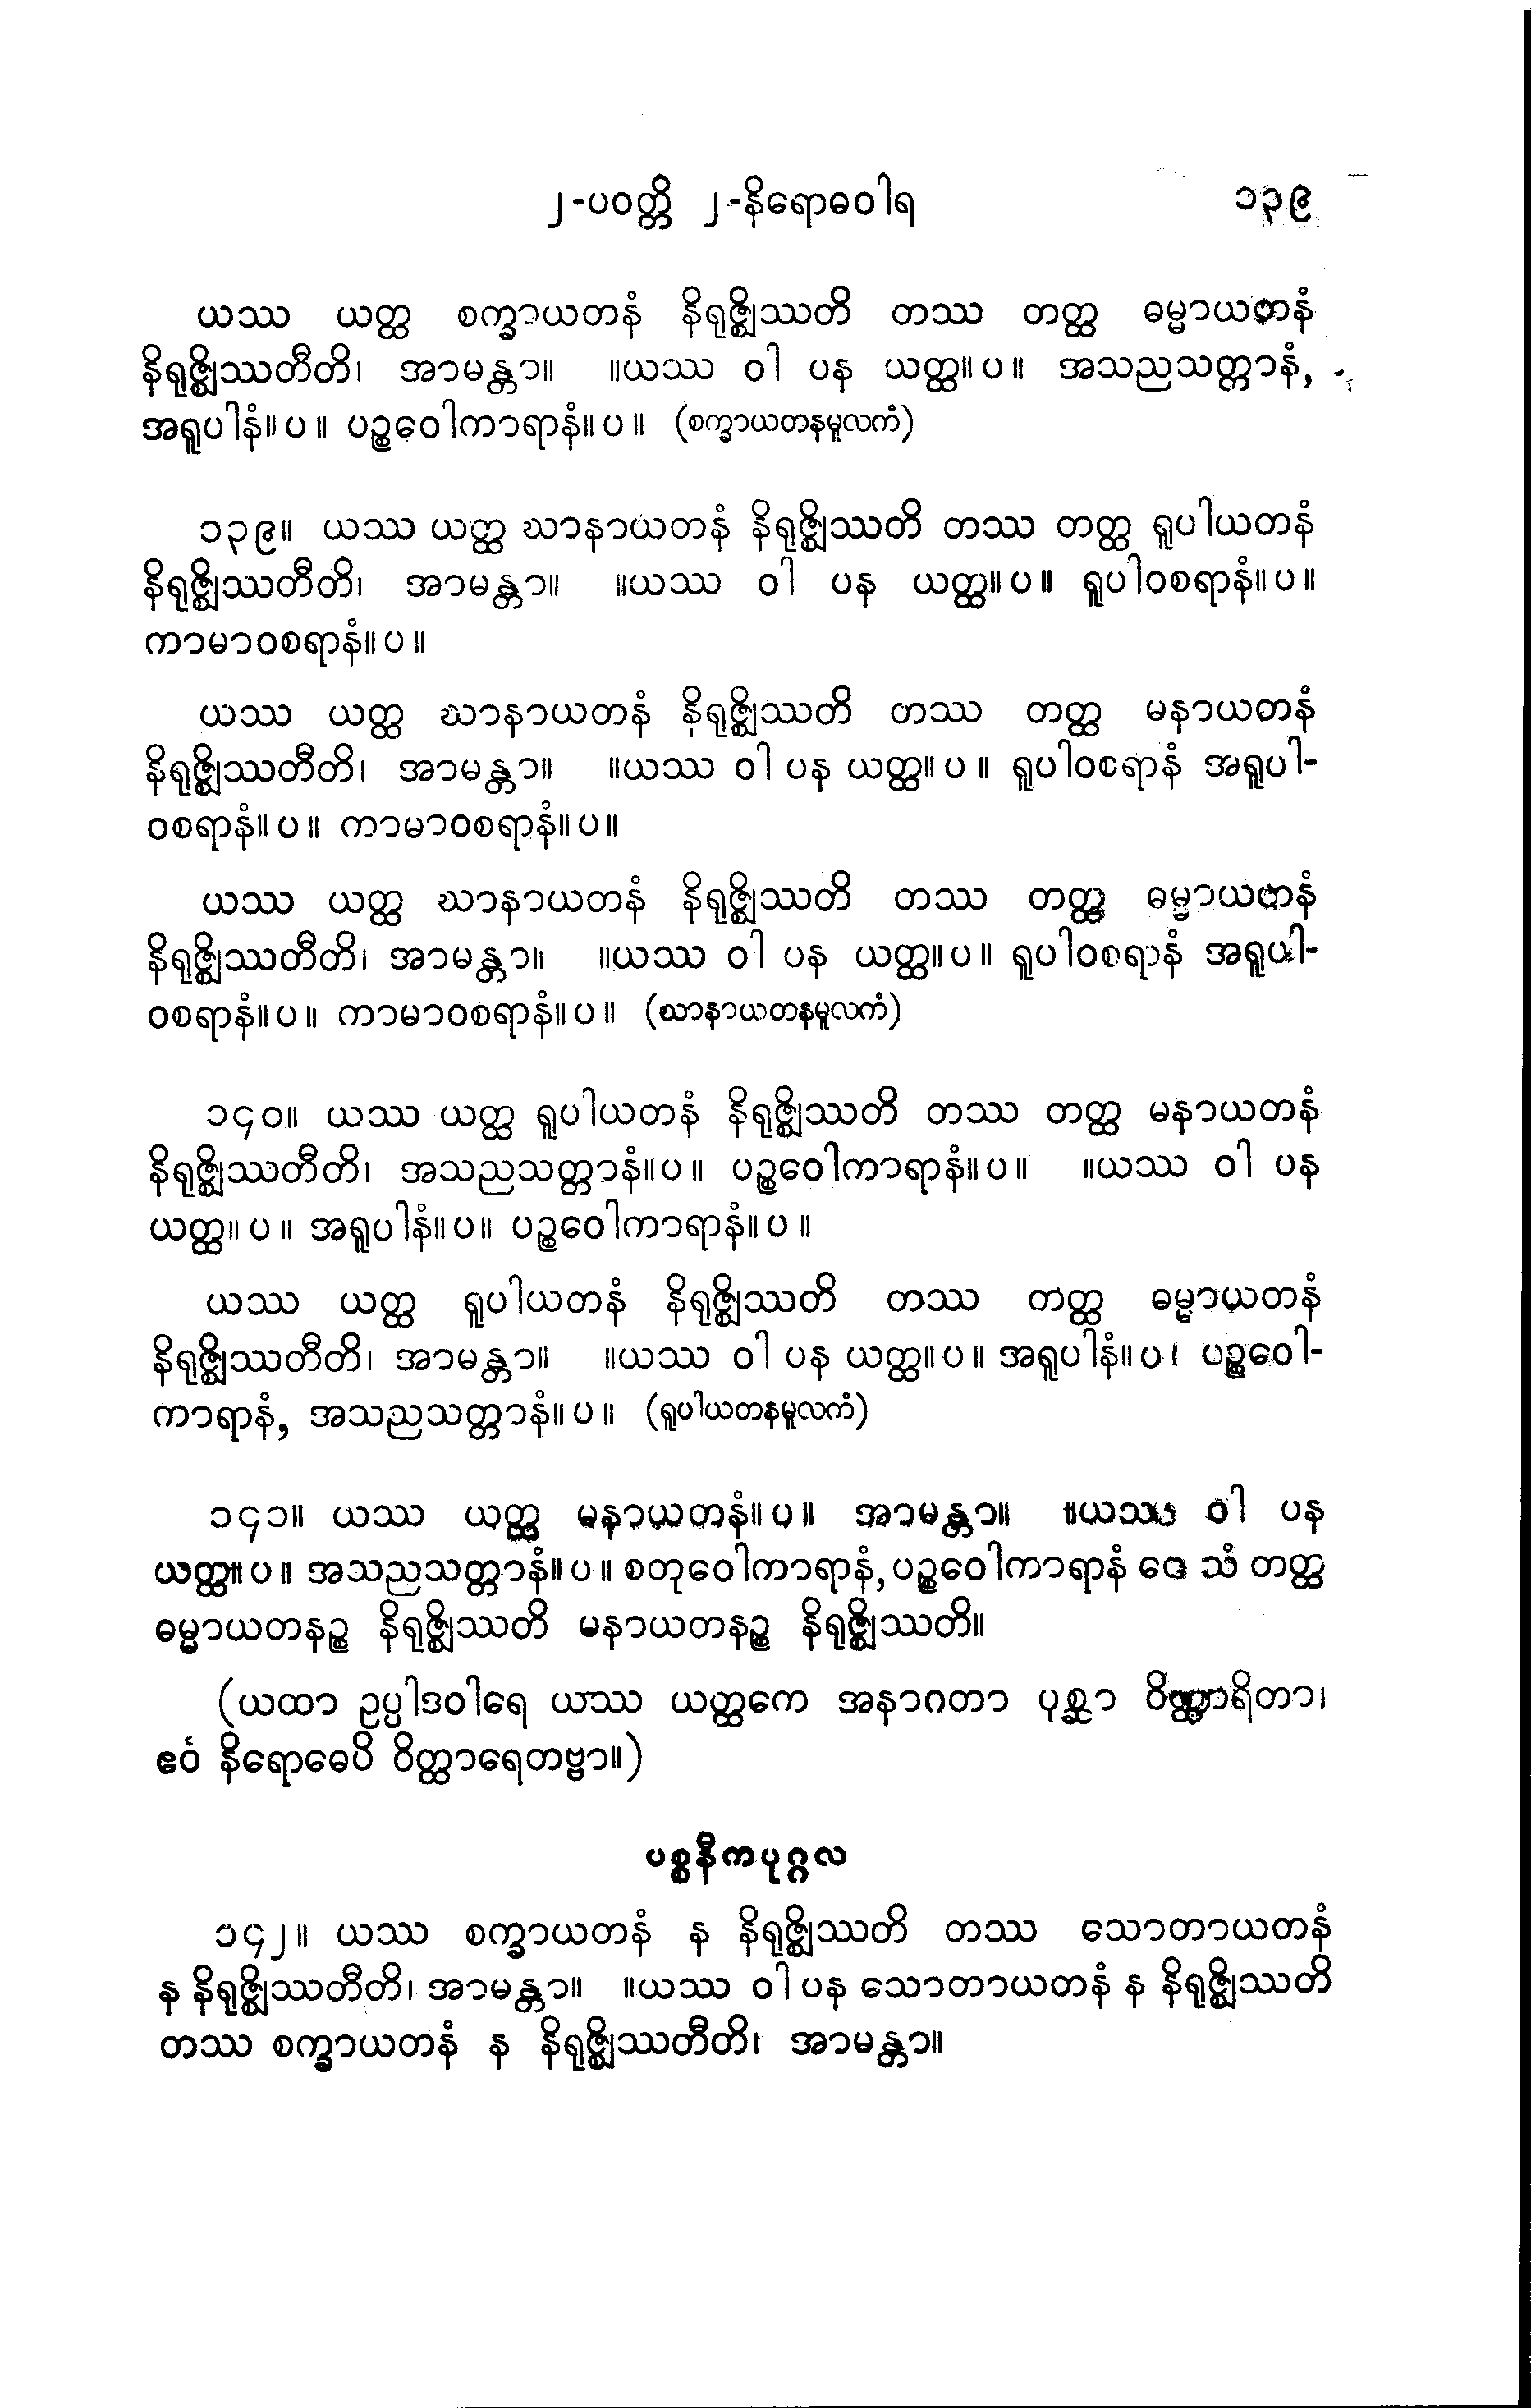 ၂-ပဝတ္တိ ၂-နိရောဓဝါရ ၁၃၉
ယဿ ယတ္ထ စက္ခာယတနံ နိရုဇ္ဈိဿတိ တဿ တတ္ထ ဓမ္မာယတနံ
နိရုဇ္ဈိဿတီတိ၊ အာမန္တာ။ ။ယဿ ဝါ ပန ယတ္ထ။ပ။ အသညသတ္တာနံ,
အရူပါနံ။ပ။ ပဉ္စဝေါကာရာနံ။ပ။ (စက္ခာယတနမူလကံ)
၁၃၉။ ယဿ ယတ္ထ ဃာနာယတနံ နိရုဇ္ဈိဿတိ တဿ တတ္ထ ရူပါယတနံ
နိရုဇ္ဈိဿတီတိ၊ အာမန္တာ။ ။ယဿ ဝါ ပန ယတ္ထ။ပ။ ရူပါဝစရာနံ။ပ။
ကာမာဝစရာနံ။ပ။
ယဿ ယတ္ထ ဃာနာယတနံ နိရုဇ္ဈိဿတိ တဿ တတ္ထ မနာယတနံ
နိရုဇ္ဈိဿတီတိ၊ အာမန္တာ။ ။ယဿ ဝါ ပန ယတ္ထ။ပ။ ရူပါဝစရာနံ အရူပါ-
ဝစရာနံ။ပ။ ကာမာဝစရာနံ။ပ။
ယဿ ယတ္ထ ဃာနာယတနံ နိရုဇ္ဈိဿတိ တဿ တတ္ထ ဓမ္မာယတနံ
နိရုဇ္ဈိဿတီတိ၊ အာမန္တာ။ ။ယဿ ဝါ ပန ယတ္ထ။ပ။ ရူပါဝစရာနံ အရူပါ-
ဝစရာနံ။ပ။ ကာမာဝစရာနံ။ပ။ (ဃာနာယတနမူလကံ)
၁၄၀။ ယဿ ယတ္ထ ရူပါယတနံ နိရုဇ္ဈိဿတိ တဿ တတ္ထ မနာယတနံ
နိရုဇ္ဈိဿတီတိ၊ အသညသတ္တာနံ။ပ။ ပဉ္စဝေါကာရာနံ။ပ။ ။ယဿ ဝါ ပန
ယတ္ထ။ပ။ အရူပါနံ။ပ။ ပဉ္စဝေါကာရာနံ။ပ။
ယဿ ယတ္ထ ရူပါယတနံ နိရုဇ္ဈိဿတိ တဿ တတ္ထ ဓမ္မာယတနံ
နိရုဇ္ဈိဿတီတိ၊ အာမန္တာ။ ။ယဿ ဝါ ပန ယတ္ထ။ပ။ အရူပါနံ။ပ၊ ပဉ္စဝေါ-
ကာရာနံ, အသညသတ္တာနံ။ပ။ (ရူပါယတနမူလကံ)
၁၄၁။ ယဿ ယတ္ထ မနာယတနံ။ပ။ အာမန္တာ။ ။ယဿ ဝါ ပန
ယတ္ထ။ပ။ အသညသတ္တာနံ။ပ။ စတုဝေါကာရာနံ, ပဉ္စဝေါကာရာနံ တေသံ တတ္ထ
ဓမ္မာယတနဉ္စ နိရုဇ္ဈိဿတိ မနာယတနဉ္စ နိရုဇ္ဈိဿတိ။
(ယထာ ဥပ္ပါဒဝါရေ ယဿ ယတ္ထကေ အနာဂတာ ပုစ္ဆာ ဝိတ္ထာရိတာ၊
ဧဝံ နိရောဓေပိ ဝိတ္ထာရေတဗ္ဗာ။)
ပစ္စနီကပုဂ္ဂလ
၁၄၂။ ယဿ စက္ခာယတနံ န နိရုဇ္ဈိဿတိ တဿ သောတာယတနံ
န နိရုဇ္ဈိဿတီတိ၊ အာမန္တာ။ ။ယဿ ဝါ ပန သောတာယတနံ န နိရုဇ္ဈိဿတိ
တဿ စက္ခာယတနံ န နိရုဇ္ဈိဿတီတိ၊ အာမန္တာ။